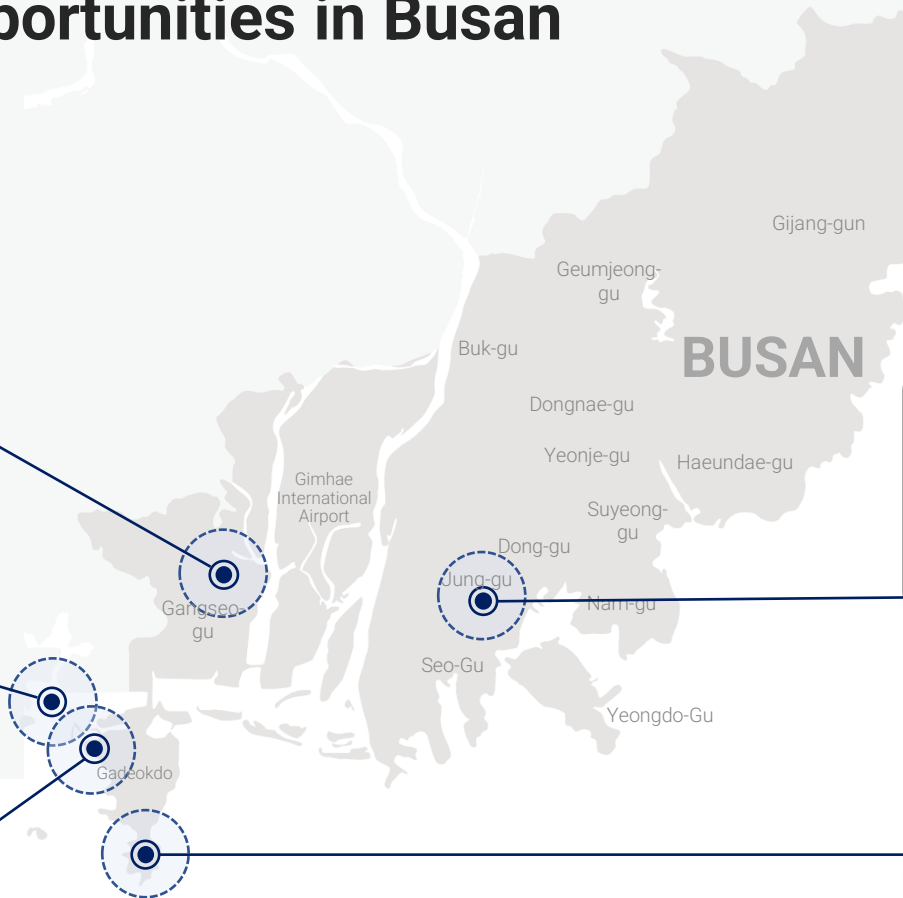 portunities in Busan
Gijang-gun
Geumjeong-
gu
BUSAN
Buk-gu
Dongnae-gu
Yeonje-gu
Haeundae-gu
Gimhae
International
Airport
Suyeong-
gu
Dong-gu
Jung-gu
Nam-gu
Gangseo-
gu
Seo-Gu
Yeongdo-Gu
Gadeokdo